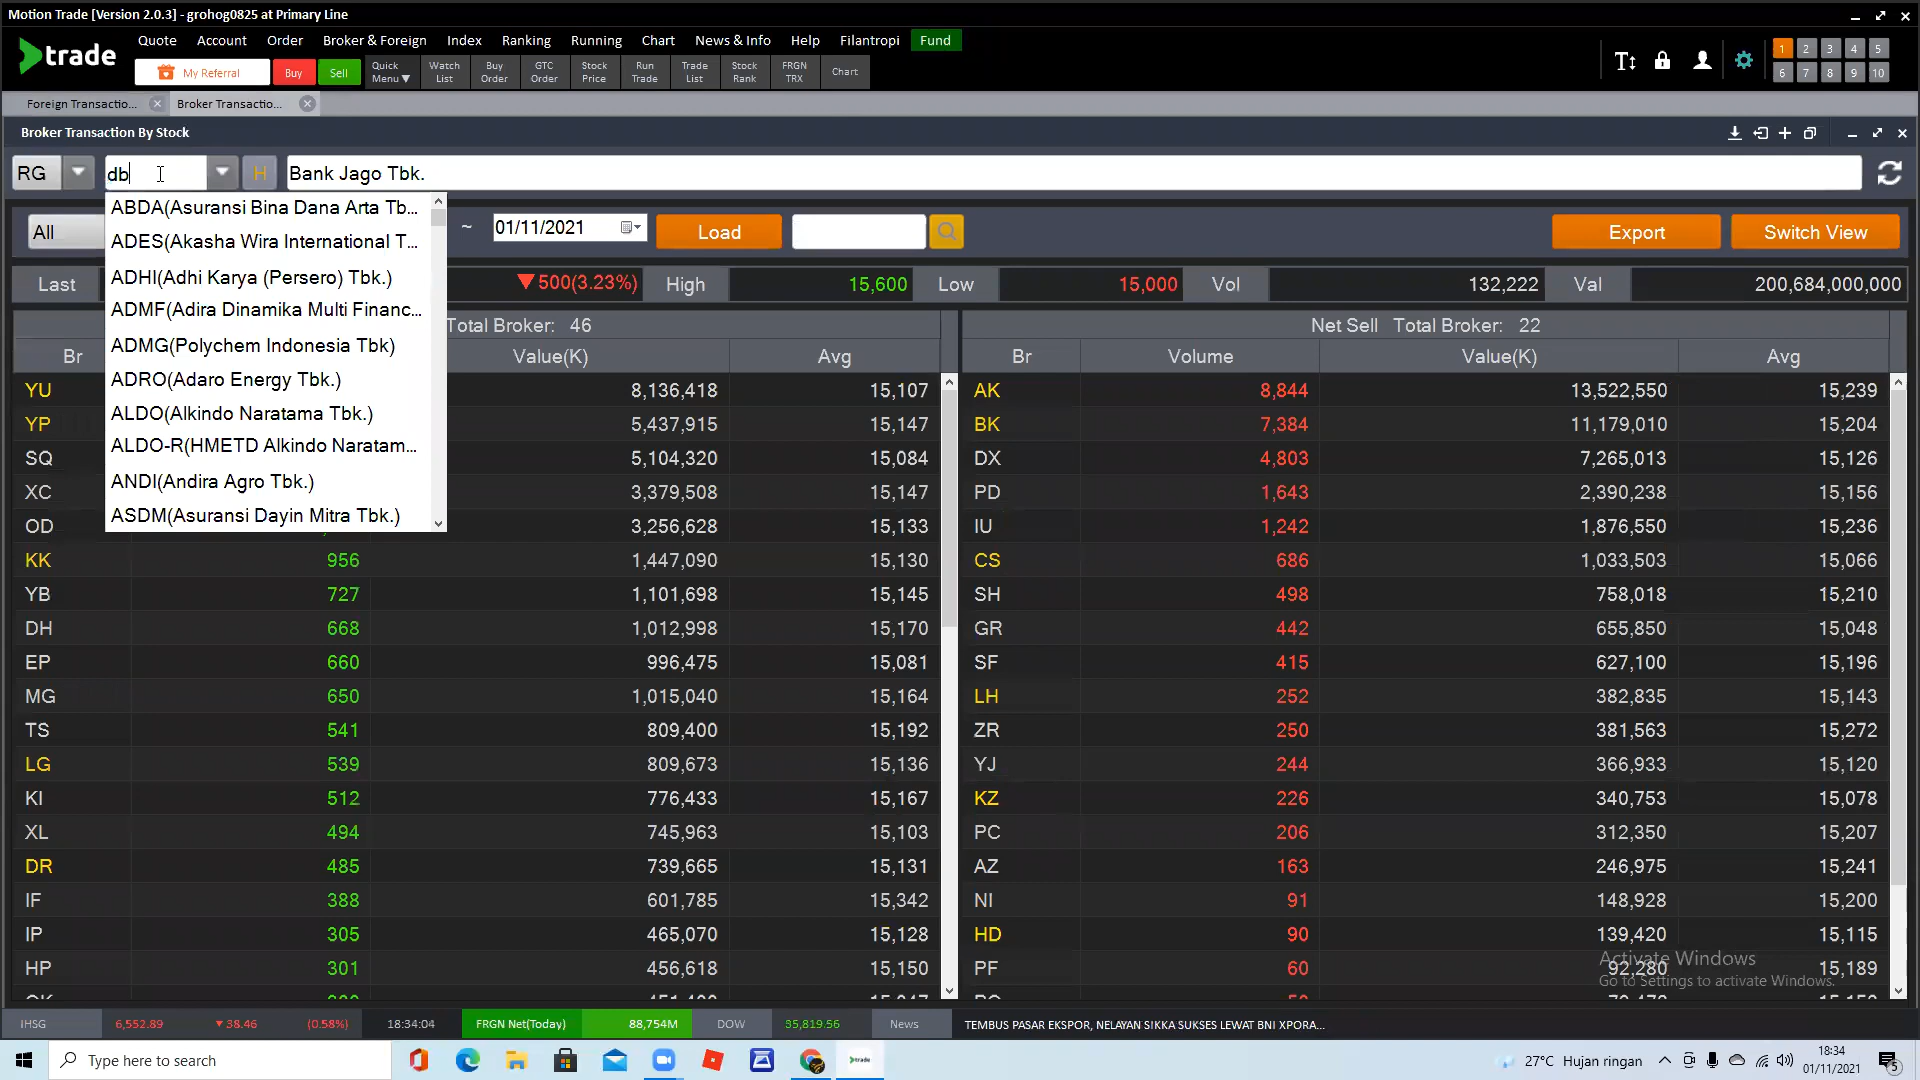 Motion Trade [Version 2.0.3] - grohog0825 at Primary Line
trade
Quote Account Order Broker & Foreign Index Ranking Running Chart News & Info Help Filantropi Fund
My Referral Buy Sell Quick Menu▼ Watch List Buy Order GTC Order Stock Price Run Trade Trade List Stock Rank FRGN TRX Chart
1 2 3 4 5
6 7 8 9 10
Foreign Transactio... Broker Transactio...
Broker Transaction By Stock
RG db H Bank Jago Tbk.
ABDA(Asuransi Bina Dana Arta Tb...
ADES(Akasha Wira International T...
ADHI(Adhi Karya (Persero) Tbk.)
ADMF(Adira Dinamika Multi Financ...
ADMG(Polychem Indonesia Tbk)
ADRO(Adaro Energy Tbk.)
ALDO(Alkindo Naratama Tbk.)
ALDO-R(HMETD Alkindo Naratam...
ANDI(Andira Agro Tbk.)
ASDM(Asuransi Dayin Mitra Tbk.)
All ~ 01/11/2021 Load Export Switch View
Last ▼500(3.23%) High 15,600 Low 15,000 Vol 132,222 Val 200,684,000,000
Total Broker: 46 Net Sell Total Broker: 22
Br Value(K) Avg Br Volume Value(K) Avg
YU 8,136,418 15,107 AK 8,844 13,522,550 15,239
YP 5,437,915 15,147 BK 7,384 11,179,010 15,204
SQ 5,104,320 15,084 DX 4,803 7,265,013 15,126
XC 3,379,508 15,147 PD 1,643 2,390,238 15,156
OD 3,256,628 15,133 IU 1,242 1,876,550 15,236
KK 956 1,447,090 15,130 CS 686 1,033,503 15,066
YB 727 1,101,698 15,145 SH 498 758,018 15,210
DH 668 1,012,998 15,170 GR 442 655,850 15,048
EP 660 996,475 15,081 SF 415 627,100 15,196
MG 650 1,015,040 15,164 LH 252 382,835 15,143
TS 541 809,400 15,192 ZR 250 381,563 15,272
LG 539 809,673 15,136 YJ 244 366,933 15,120
KI 512 776,433 15,167 KZ 226 340,753 15,078
XL 494 745,963 15,103 PC 206 312,350 15,207
DR 485 739,665 15,131 AZ 163 246,975 15,241
IF 388 601,785 15,342 NI 91 148,928 15,200
IP 305 465,070 15,128 HD 90 139,420 15,115
HP 301 456,618 15,150 PF 60 92,280 15,189
Activate Windows
Go to Settings to activate Windows.
IHSG 6,552.89 ▼38.46 (0.58%) 18:34:04 FRGN Net(Today) 88,754M DOW 35,819.56 News TEMBUS PASAR EKSPOR, NELAYAN SIKKA SUKSES LEWAT BNI XPORA...
Type here to search trade 27°C Hujan ringan 18:34
01/11/2021 5